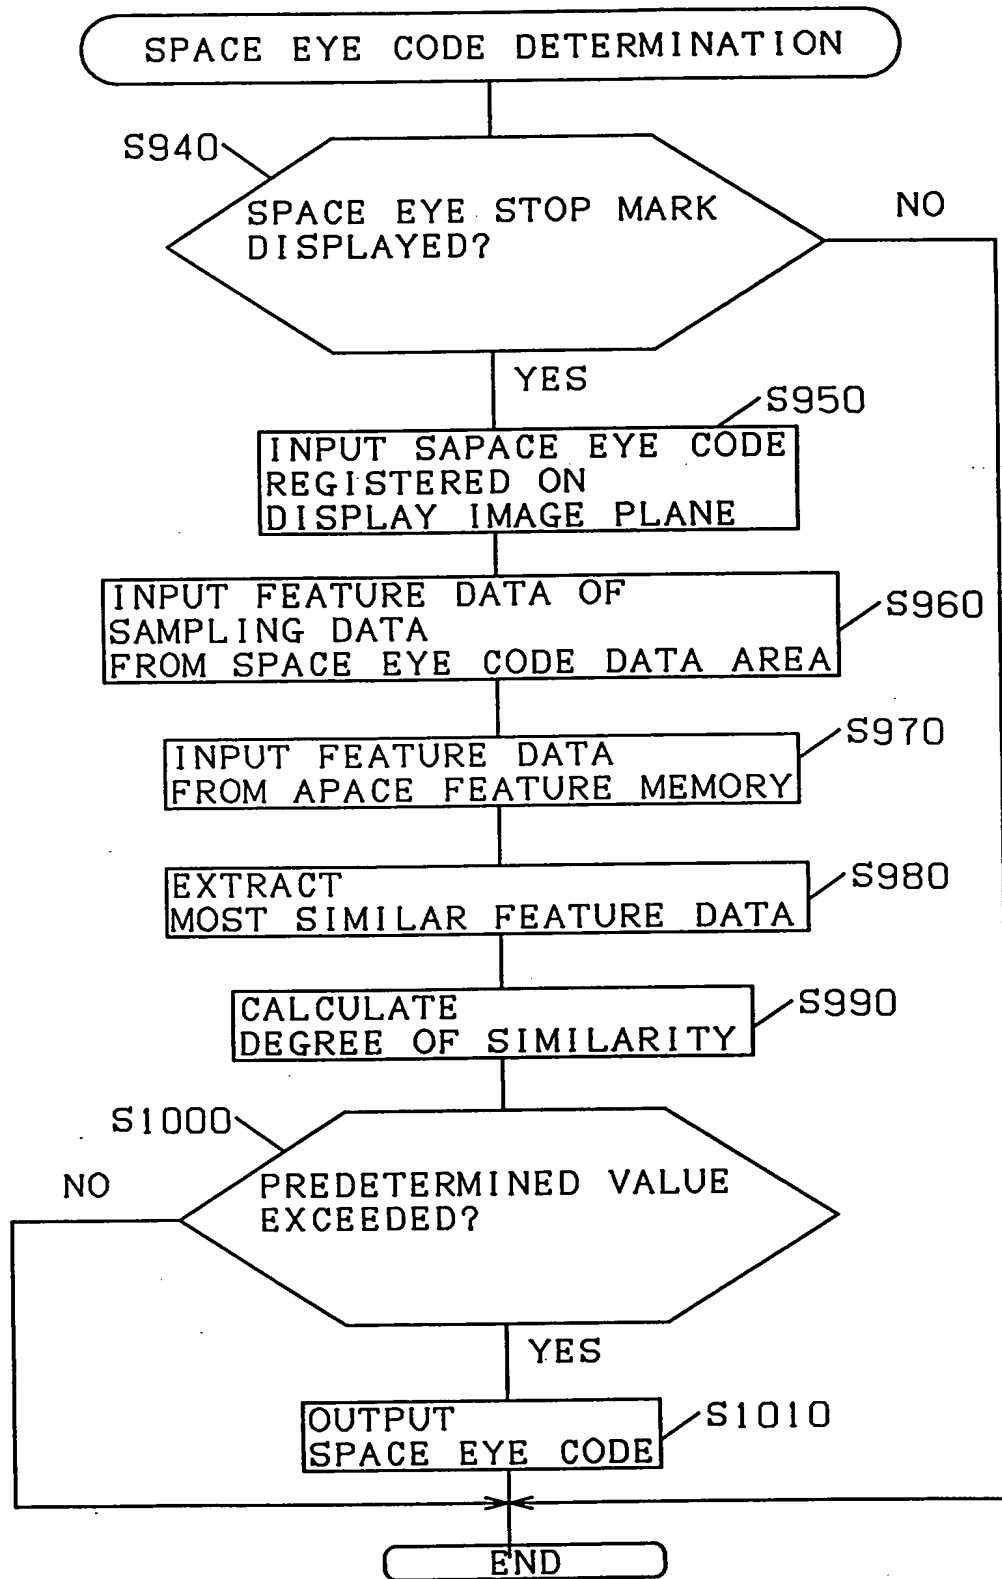 SPACE EYE CODE DETERMINATION
S940
SPACE EYE STOP MARK
DISPLAYED?
NO
YES
S950
INPUT SAPACE EYE CODE
REGISTERED ON
DISPLAY IMAGE PLANE
INPUT FEATURE DATA OF
SAMPLING DATA
FROM SPACE EYE CODE DATA AREA
S960
INPUT FEATURE DATA
FROM APACE FEATURE MEMORY
S970
EXTRACT
MOST SIMILAR FEATURE DATA
S980
CALCULATE
DEGREE OF SIMILARITY
S990
S1000
NO
PREDETERMINED VALUE
EXCEEDED?
YES
OUTPUT
SPACE EYE CODE
S1010
END